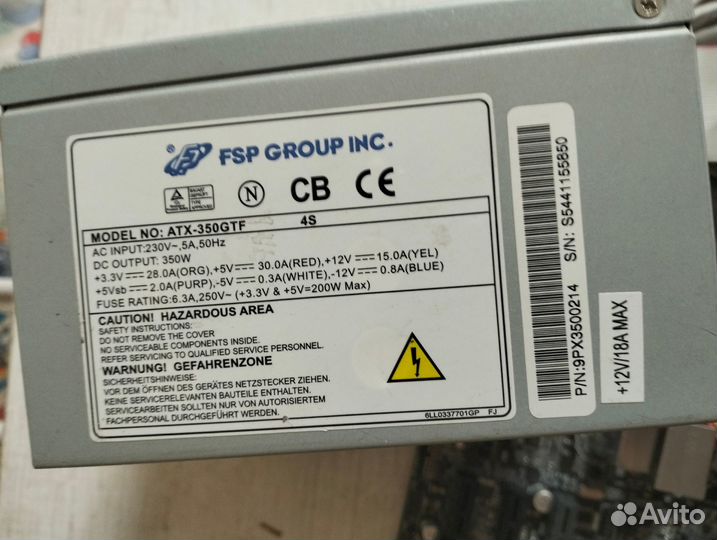 FSP GROUP INC.
N CB CE
MODEL NO: ATX-350GTF 4S
AC INPUT:230V~,5A,50Hz
DC OUTPUT: 350W
+3.3V⎓28.0A(ORG),+5V⎓30.0A(RED),+12V⎓15.0A(YEL)
+5Vsb⎓2.0A(PURP),-5V⎓0.3A(WHITE),-12V⎓0.8A(BLUE)
FUSE RATING:6.3A,250V~ (+3.3V & +5V=200W Max)
CAUTION! HAZARDOUS AREA
SAFETY INSTRUCTIONS:
DO NOT REMOVE THE COVER
NO SERVICEABLE COMPONENTS INSIDE.
REFER SERVICING TO QUALIFIED SERVICE PERSONNEL.
WARNUNG! GEFAHRENZONE
SICHERHEITSHINWEISE:
VOR DEM ÖFFNEN DES GERÄTES NETZSTECKER ZIEHEN.
KEINE SERVICERELEVANTEN BAUTEILE ENTHALTEN.
SERVICEARBEITEN SOLLTEN NUR VON AUTORISIERTEM
FACHPERSONAL DURCHGEFÜHRT WERDEN.
6LL0337701GP FJ
P/N:9PX3500214 S/N: S5441155850
+12V/18A MAX
Avito